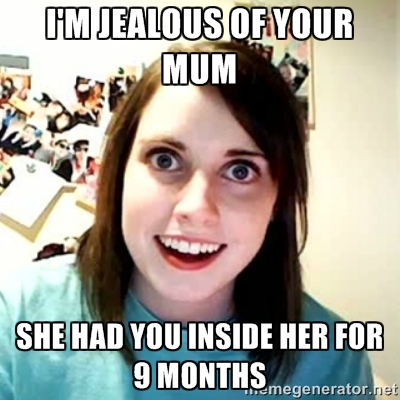 I'M JEALOUS OF YOUR
MUM
SHE HAD YOU INSIDE HER FOR
9 MONTHS
memegenerator.net